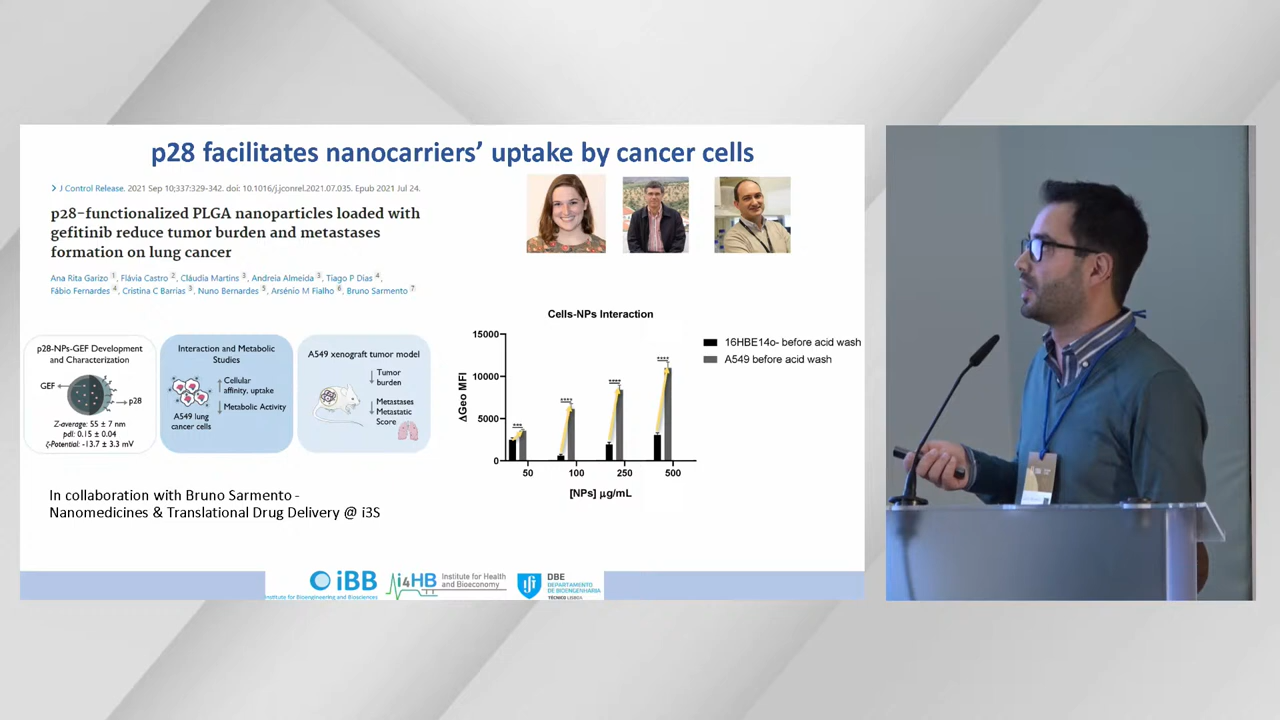 p28 facilitates nanocarriers' uptake by cancer cells
> J Control Release. 2021 Sep 10;337:329-342. doi: 10.1016/j.jconrel.2021.07.035. Epub 2021 Jul 24.
p28-functionalized PLGA nanoparticles loaded with
gefitinib reduce tumor burden and metastases
formation on lung cancer
Ana Rita Garizo 1, Flávia Castro 2, Cláudia Martins 3, Andreia Almeida 3, Tiago P Dias 4,
Fábio Fernandes 4, Cristina C Barrias 3, Nuno Bernardes 5, Arsénio M Fialho 6, Bruno Sarmento 7
p28-NPs-GEF Development
and Characterization
GEF
p28
Z-average: 55 ± 7 nm
pdI: 0.15 ± 0.04
ζ-Potential: -13.7 ± 3.3 mV
Interaction and Metabolic
Studies
Cellular
affinity, uptake
Metabolic Activity
A549 lung
cancer cells
A549 xenograft tumor model
Tumor
burden
Metastases
Metastatic
Score
Cells-NPs Interaction
ΔGeo MFI
15000
10000
5000
0
***
****
****
****
50 100 250 500
[NPs] µg/mL
16HBE14o- before acid wash
A549 before acid wash
In collaboration with Bruno Sarmento -
Nanomedicines & Translational Drug Delivery @ i3S
iBB
Institute for Bioengineering and Biosciences
i4HB
Institute for Health
and Bioeconomy
DBE
DEPARTAMENTO
DE BIOENGENHARIA
TÉCNICO LISBOA